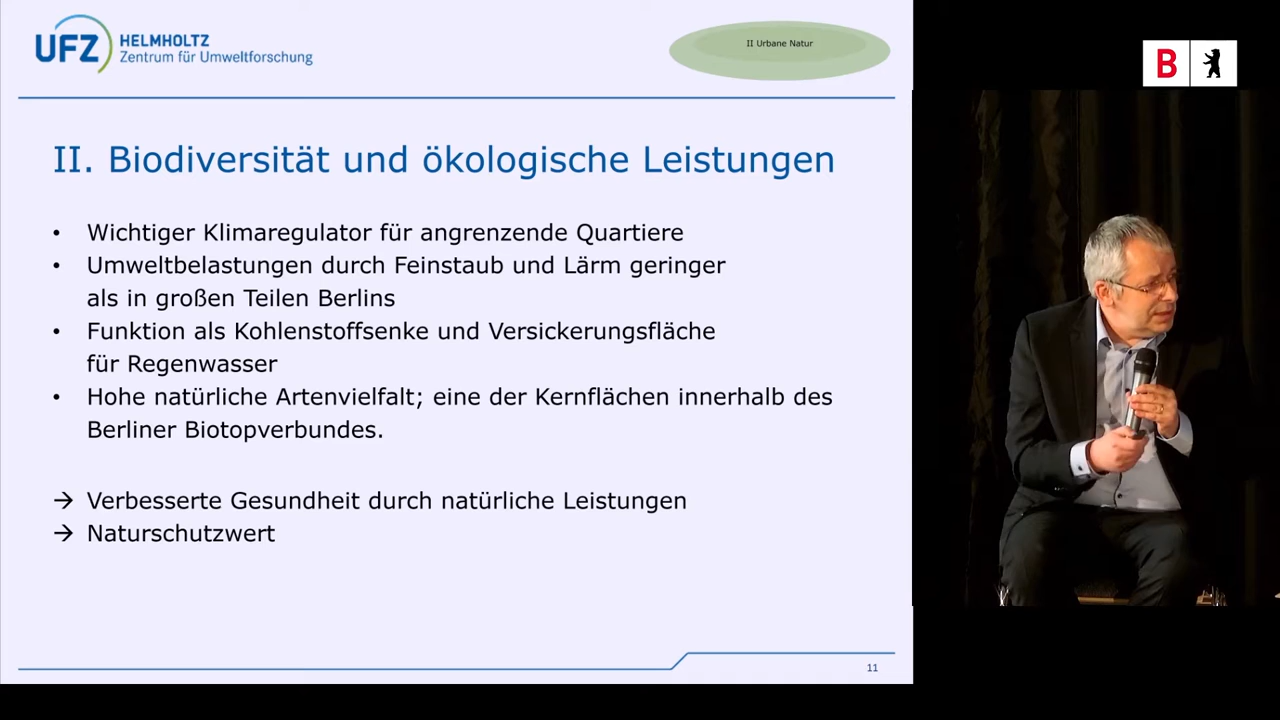 UFZ
HELMHOLTZ
Zentrum für Umweltforschung
II Urbane Natur
B
II. Biodiversität und ökologische Leistungen
• Wichtiger Klimaregulator für angrenzende Quartiere
• Umweltbelastungen durch Feinstaub und Lärm geringer
als in großen Teilen Berlins
• Funktion als Kohlenstoffsenke und Versickerungsfläche
für Regenwasser
• Hohe natürliche Artenvielfalt; eine der Kernflächen innerhalb des
Berliner Biotopverbundes.
→ Verbesserte Gesundheit durch natürliche Leistungen
→ Naturschutzwert
11